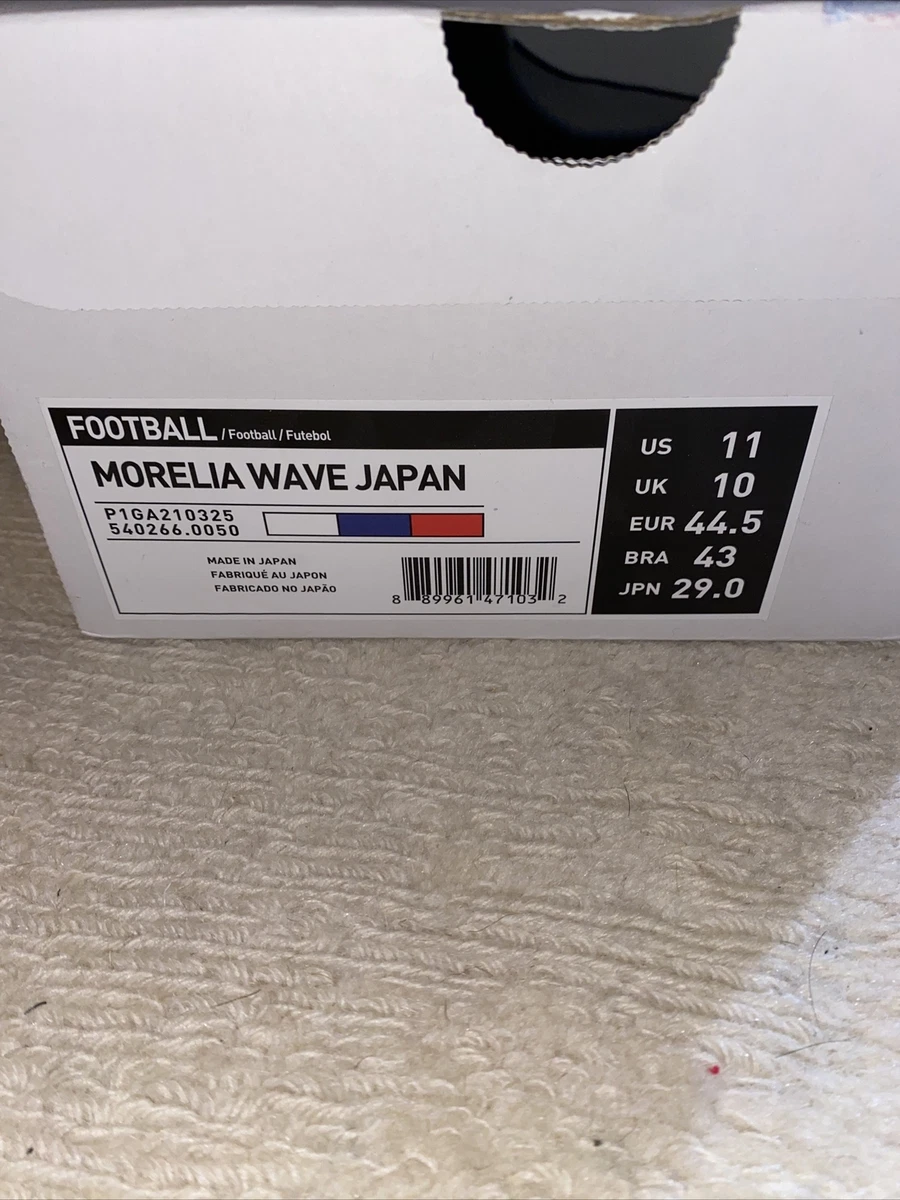 FOOTBALL / Football / Futebol
MORELIA WAVE JAPAN
P1GA210325
540266.0050
MADE IN JAPAN
FABRIQUÉ AU JAPON
FABRICADO NO JAPÃO
8 89961 47103 2
US 11
UK 10
EUR 44.5
BRA 43
JPN 29.0